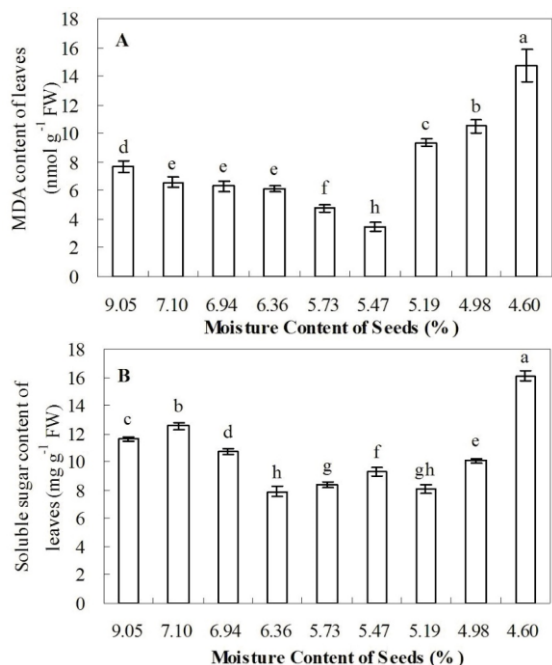 A
MDA content of leaves
(nmol g⁻¹ FW)
18
16
14
12
10
8
6
4
2
0
d
e
e
e
f
h
c
b
a
9.05 7.10 6.94 6.36 5.73 5.47 5.19 4.98 4.60
Moisture Content of Seeds (%)
B
Soluble sugar content of
leaves (mg g⁻¹ FW)
18
16
14
12
10
8
6
4
2
0
c
b
d
h
g
f
gh
e
a
9.05 7.10 6.94 6.36 5.73 5.47 5.19 4.98 4.60
Moisture Content of Seeds (%)